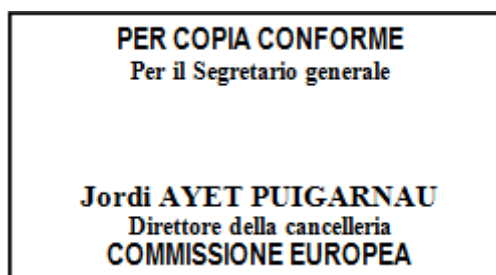 PER COPIA CONFORME
Per il Segretario generale
Jordi AYET PUIGARNAU
Direttore della cancelleria
COMMISSIONE EUROPEA